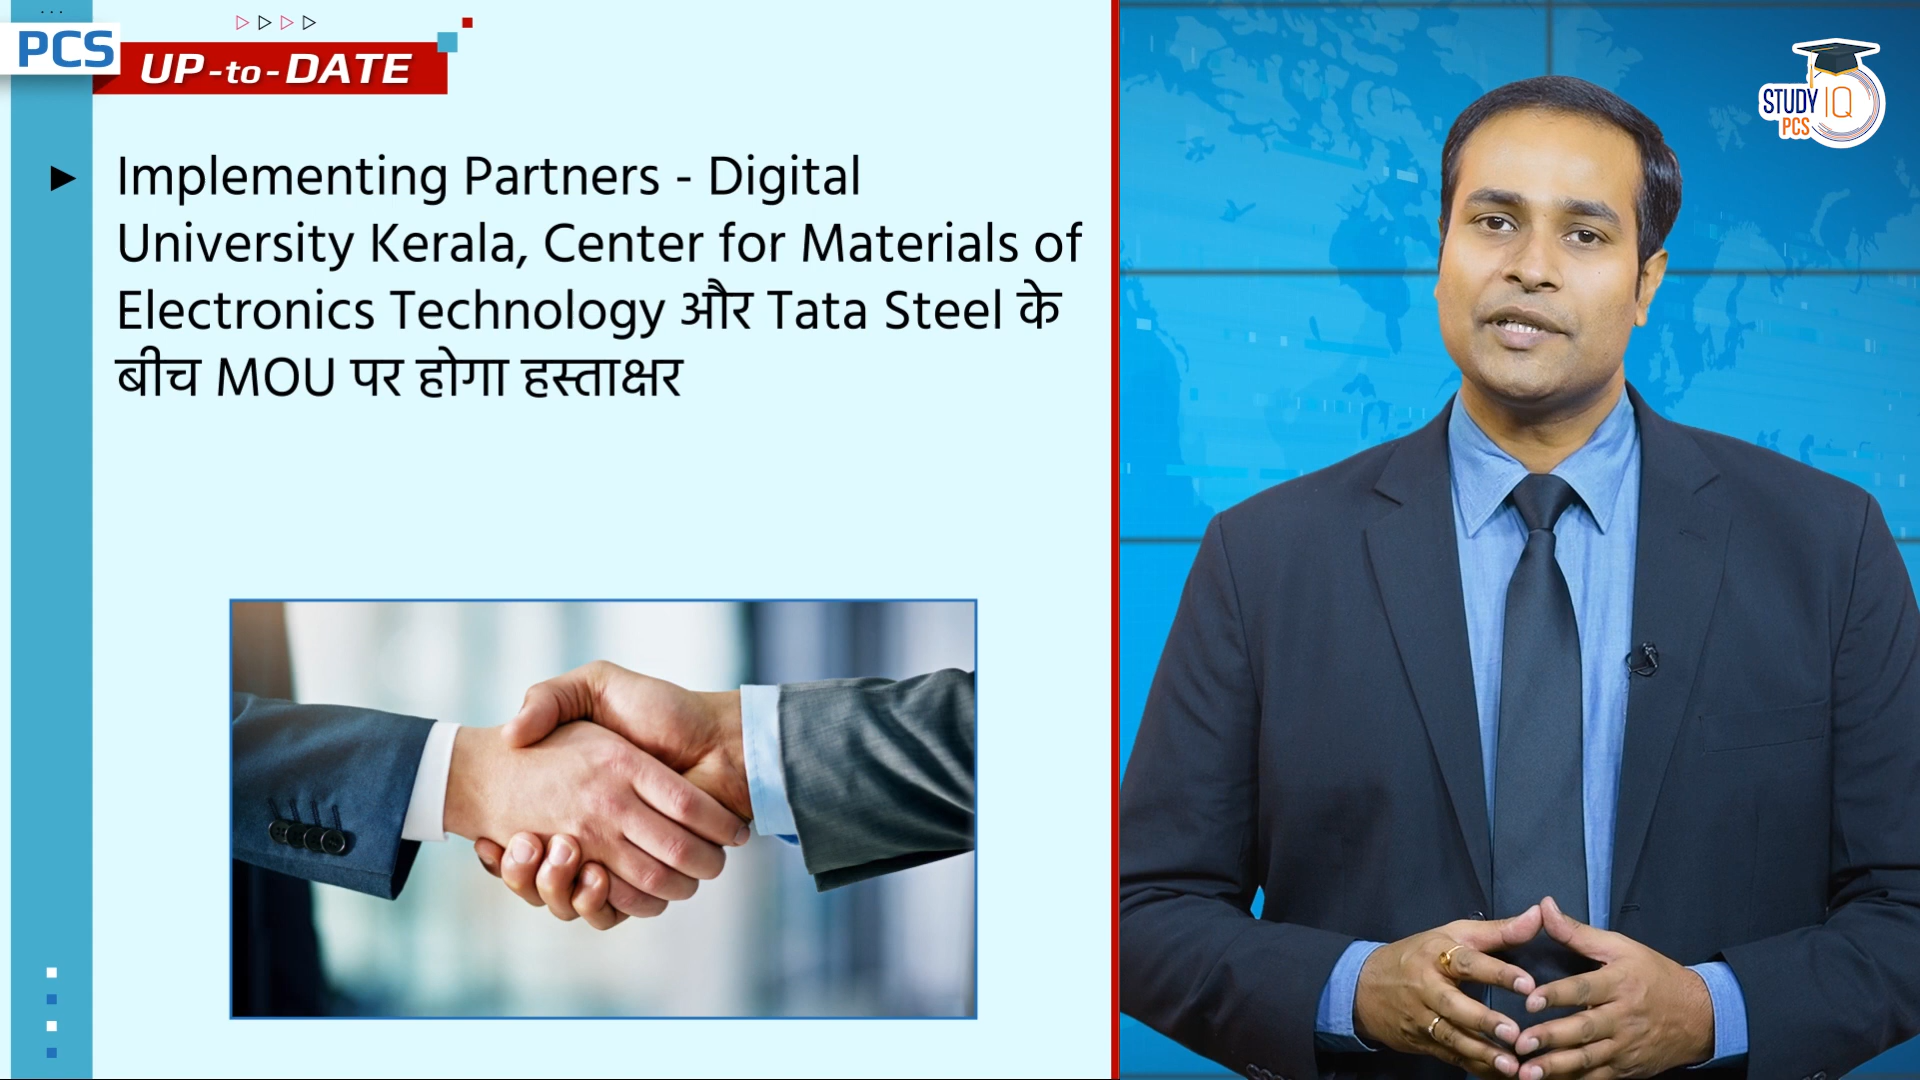 PCS
UP-to-DATE
Implementing Partners - Digital
University Kerala, Center for Materials of
Electronics Technology और Tata Steel के
बीच MOU पर होगा हस्ताक्षर
STUDY IQ
PCS